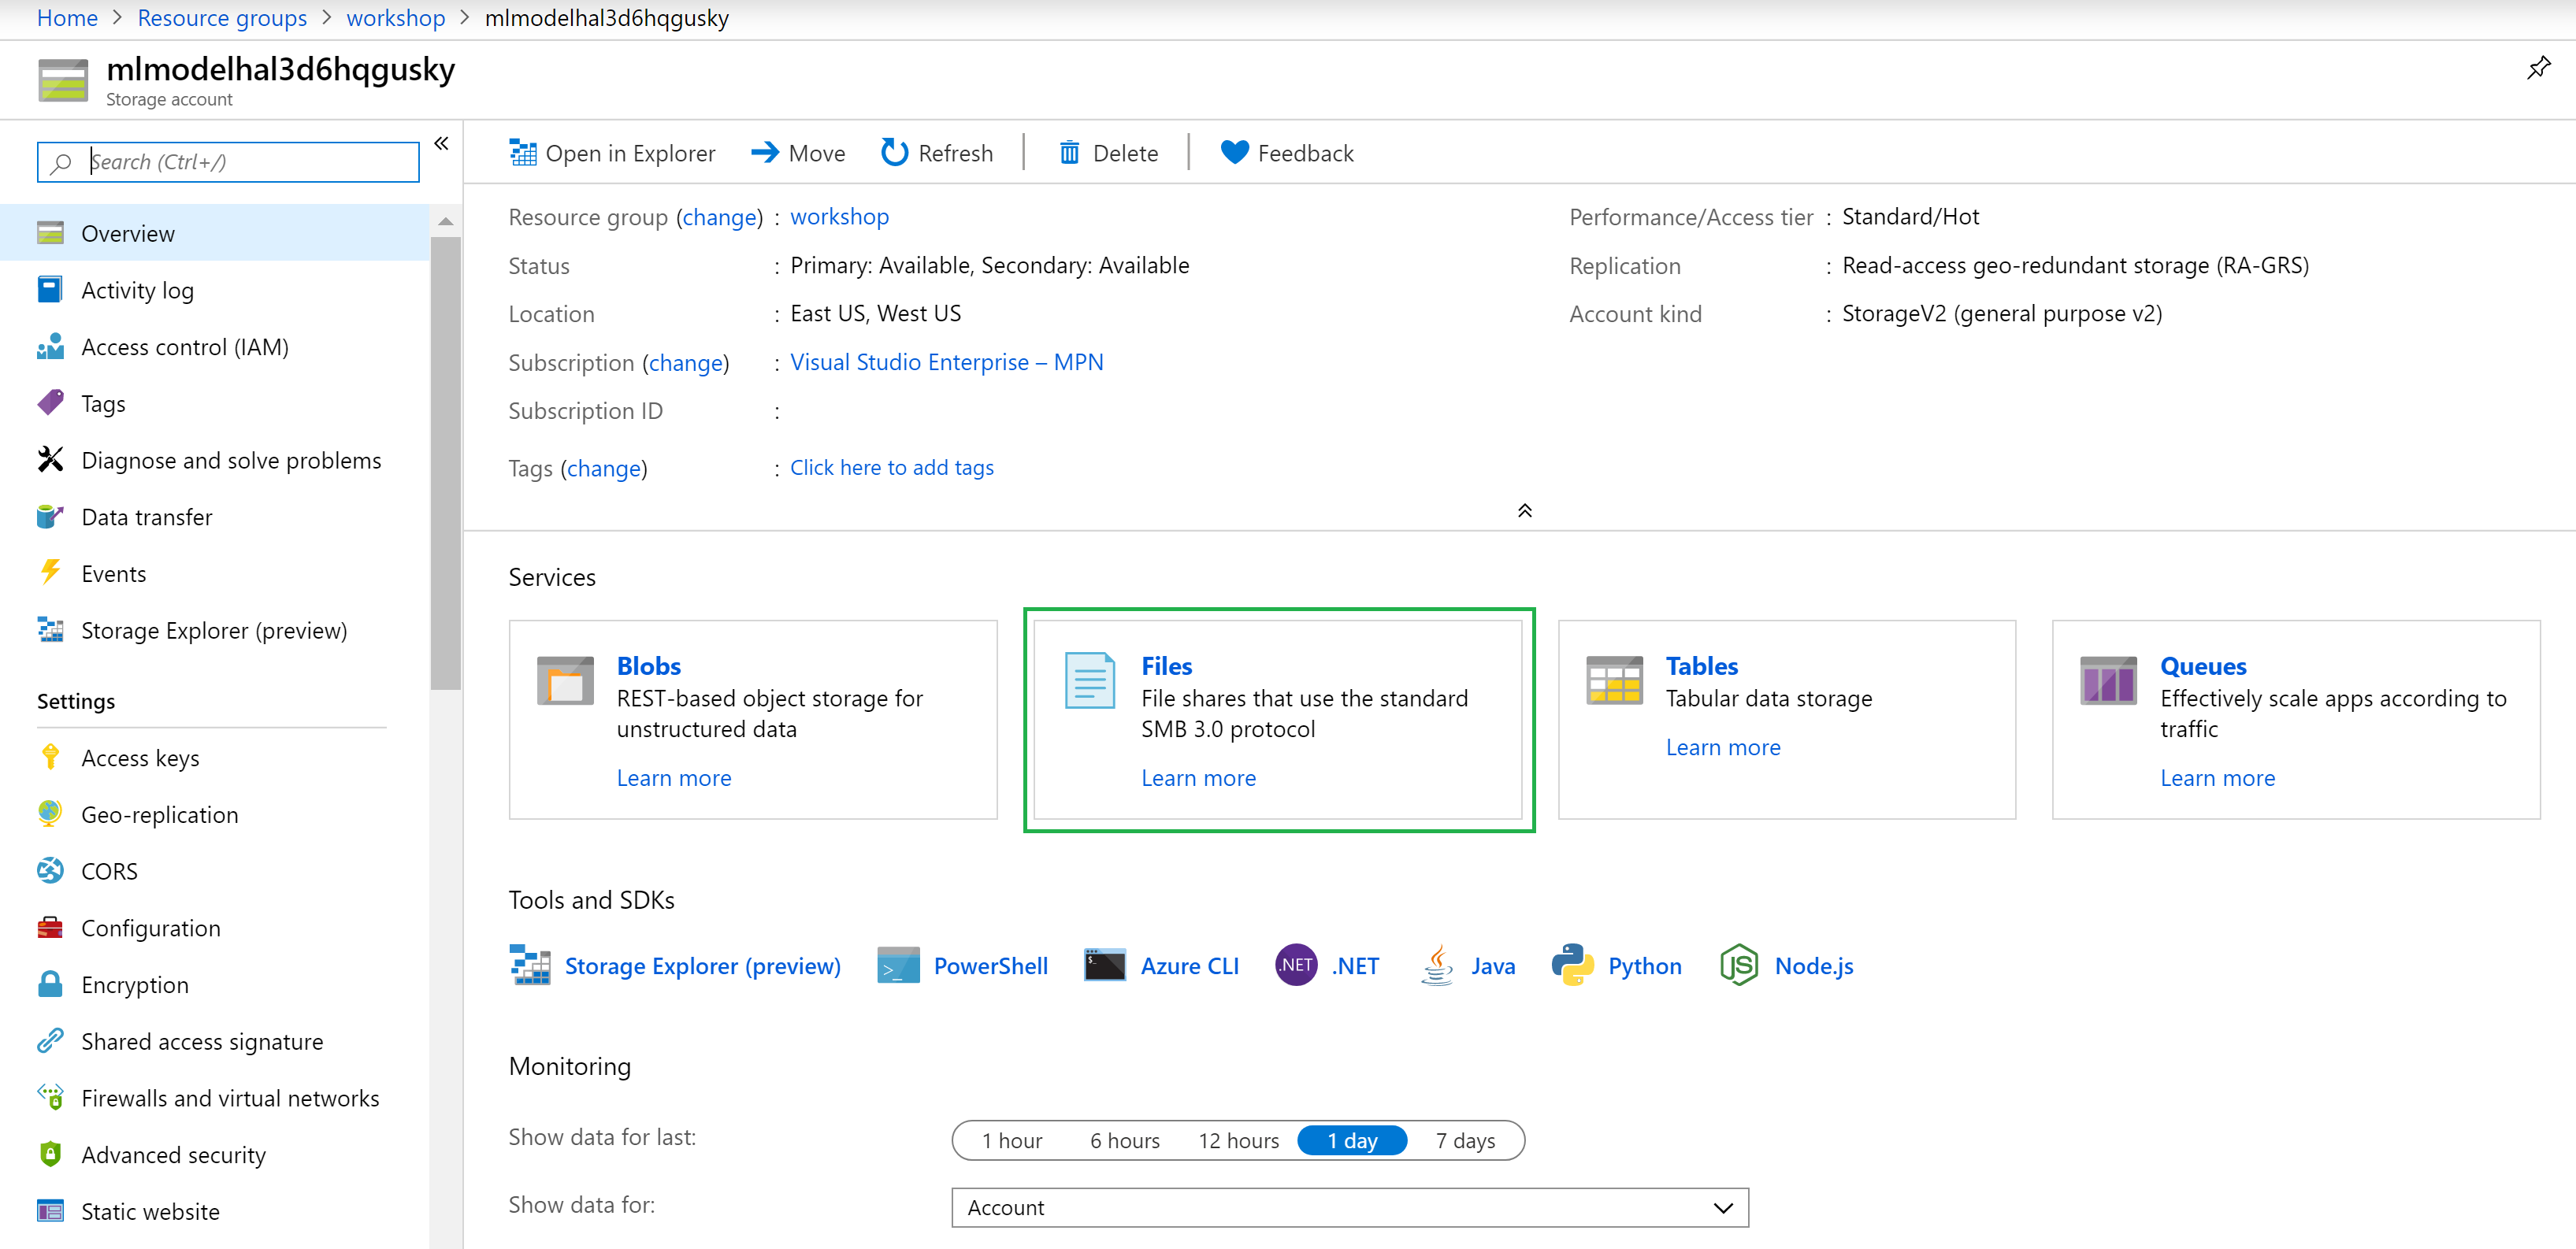 Home > Resource groups > workshop > mlmodelhal3d6hqgusky
mlmodelhal3d6hqgusky
Storage account
Search (Ctrl+/)
Overview
Activity log
Access control (IAM)
Tags
Diagnose and solve problems
Data transfer
Events
Storage Explorer (preview)
Settings
Access keys
Geo-replication
CORS
Configuration
Encryption
Shared access signature
Firewalls and virtual networks
Advanced security
Static website
Open in Explorer Move Refresh Delete Feedback
Resource group (change) : workshop
Status : Primary: Available, Secondary: Available
Location : East US, West US
Subscription (change) : Visual Studio Enterprise – MPN
Subscription ID :
Tags (change) : Click here to add tags
Performance/Access tier : Standard/Hot
Replication : Read-access geo-redundant storage (RA-GRS)
Account kind : StorageV2 (general purpose v2)
Services
Blobs
REST-based object storage for
unstructured data
Learn more
Files
File shares that use the standard
SMB 3.0 protocol
Learn more
Tables
Tabular data storage
Learn more
Queues
Effectively scale apps according to
traffic
Learn more
Tools and SDKs
Storage Explorer (preview) PowerShell Azure CLI .NET .NET Java Python Node.js
Monitoring
Show data for last: 1 hour 6 hours 12 hours 1 day 7 days
Show data for: Account